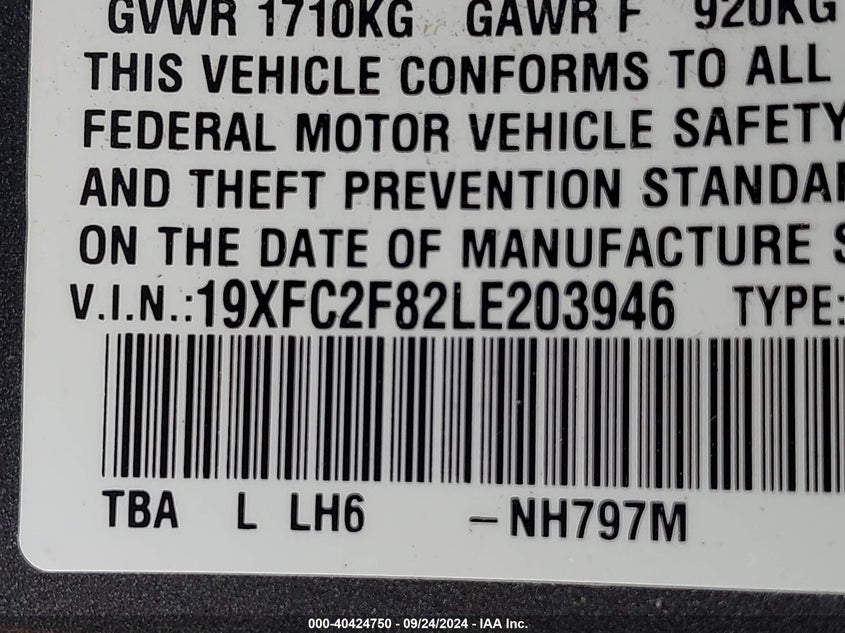 GVWR 1710KG GAWR F 920KG
THIS VEHICLE CONFORMS TO ALL
FEDERAL MOTOR VEHICLE SAFETY
AND THEFT PREVENTION STANDAR
ON THE DATE OF MANUFACTURE S
V.I.N.:19XFC2F82LE203946 TYPE:
TBA L LH6 –NH797M
000-40424750 - 09/24/2024 - IAA Inc.